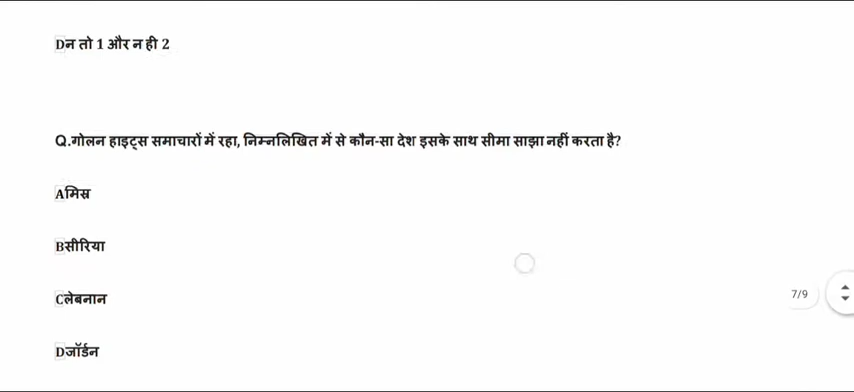 Dन तो 1 और न ही 2
Q.गोलन हाइट्स समाचारों में रहा, निम्नलिखित में से कौन-सा देश इसके साथ सीमा साझा नहीं करता है?
Aमिस्र
Bसीरिया
Cलेबनान
7/9
Dजॉर्डन